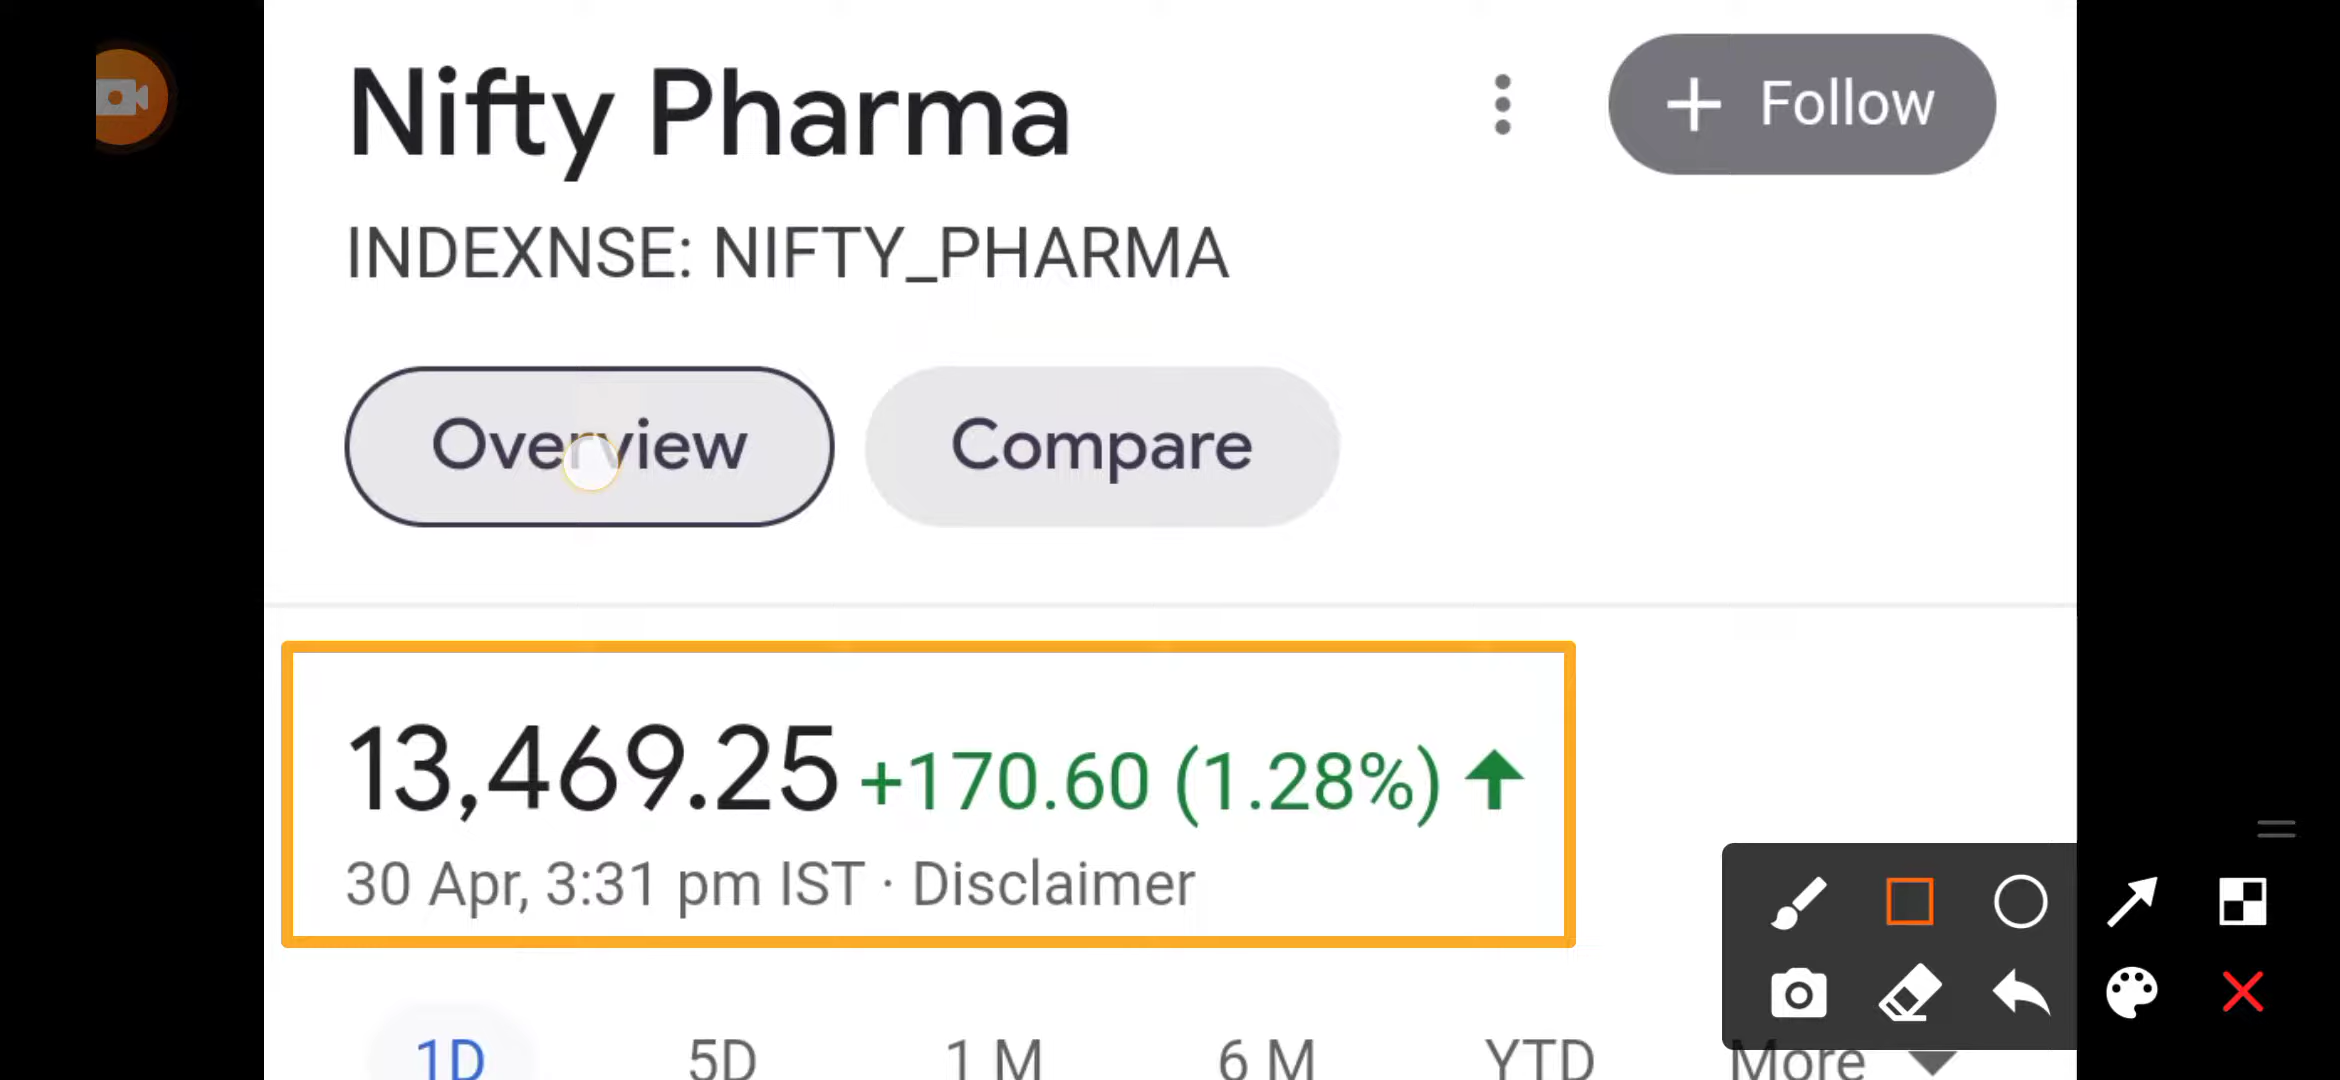 Nifty Pharma
+ Follow
INDEXNSE: NIFTY_PHARMA
Overview
Compare
13,469.25 +170.60 (1.28%)
30 Apr, 3:31 pm IST · Disclaimer
1D 5D 1 M 6 M YTD More